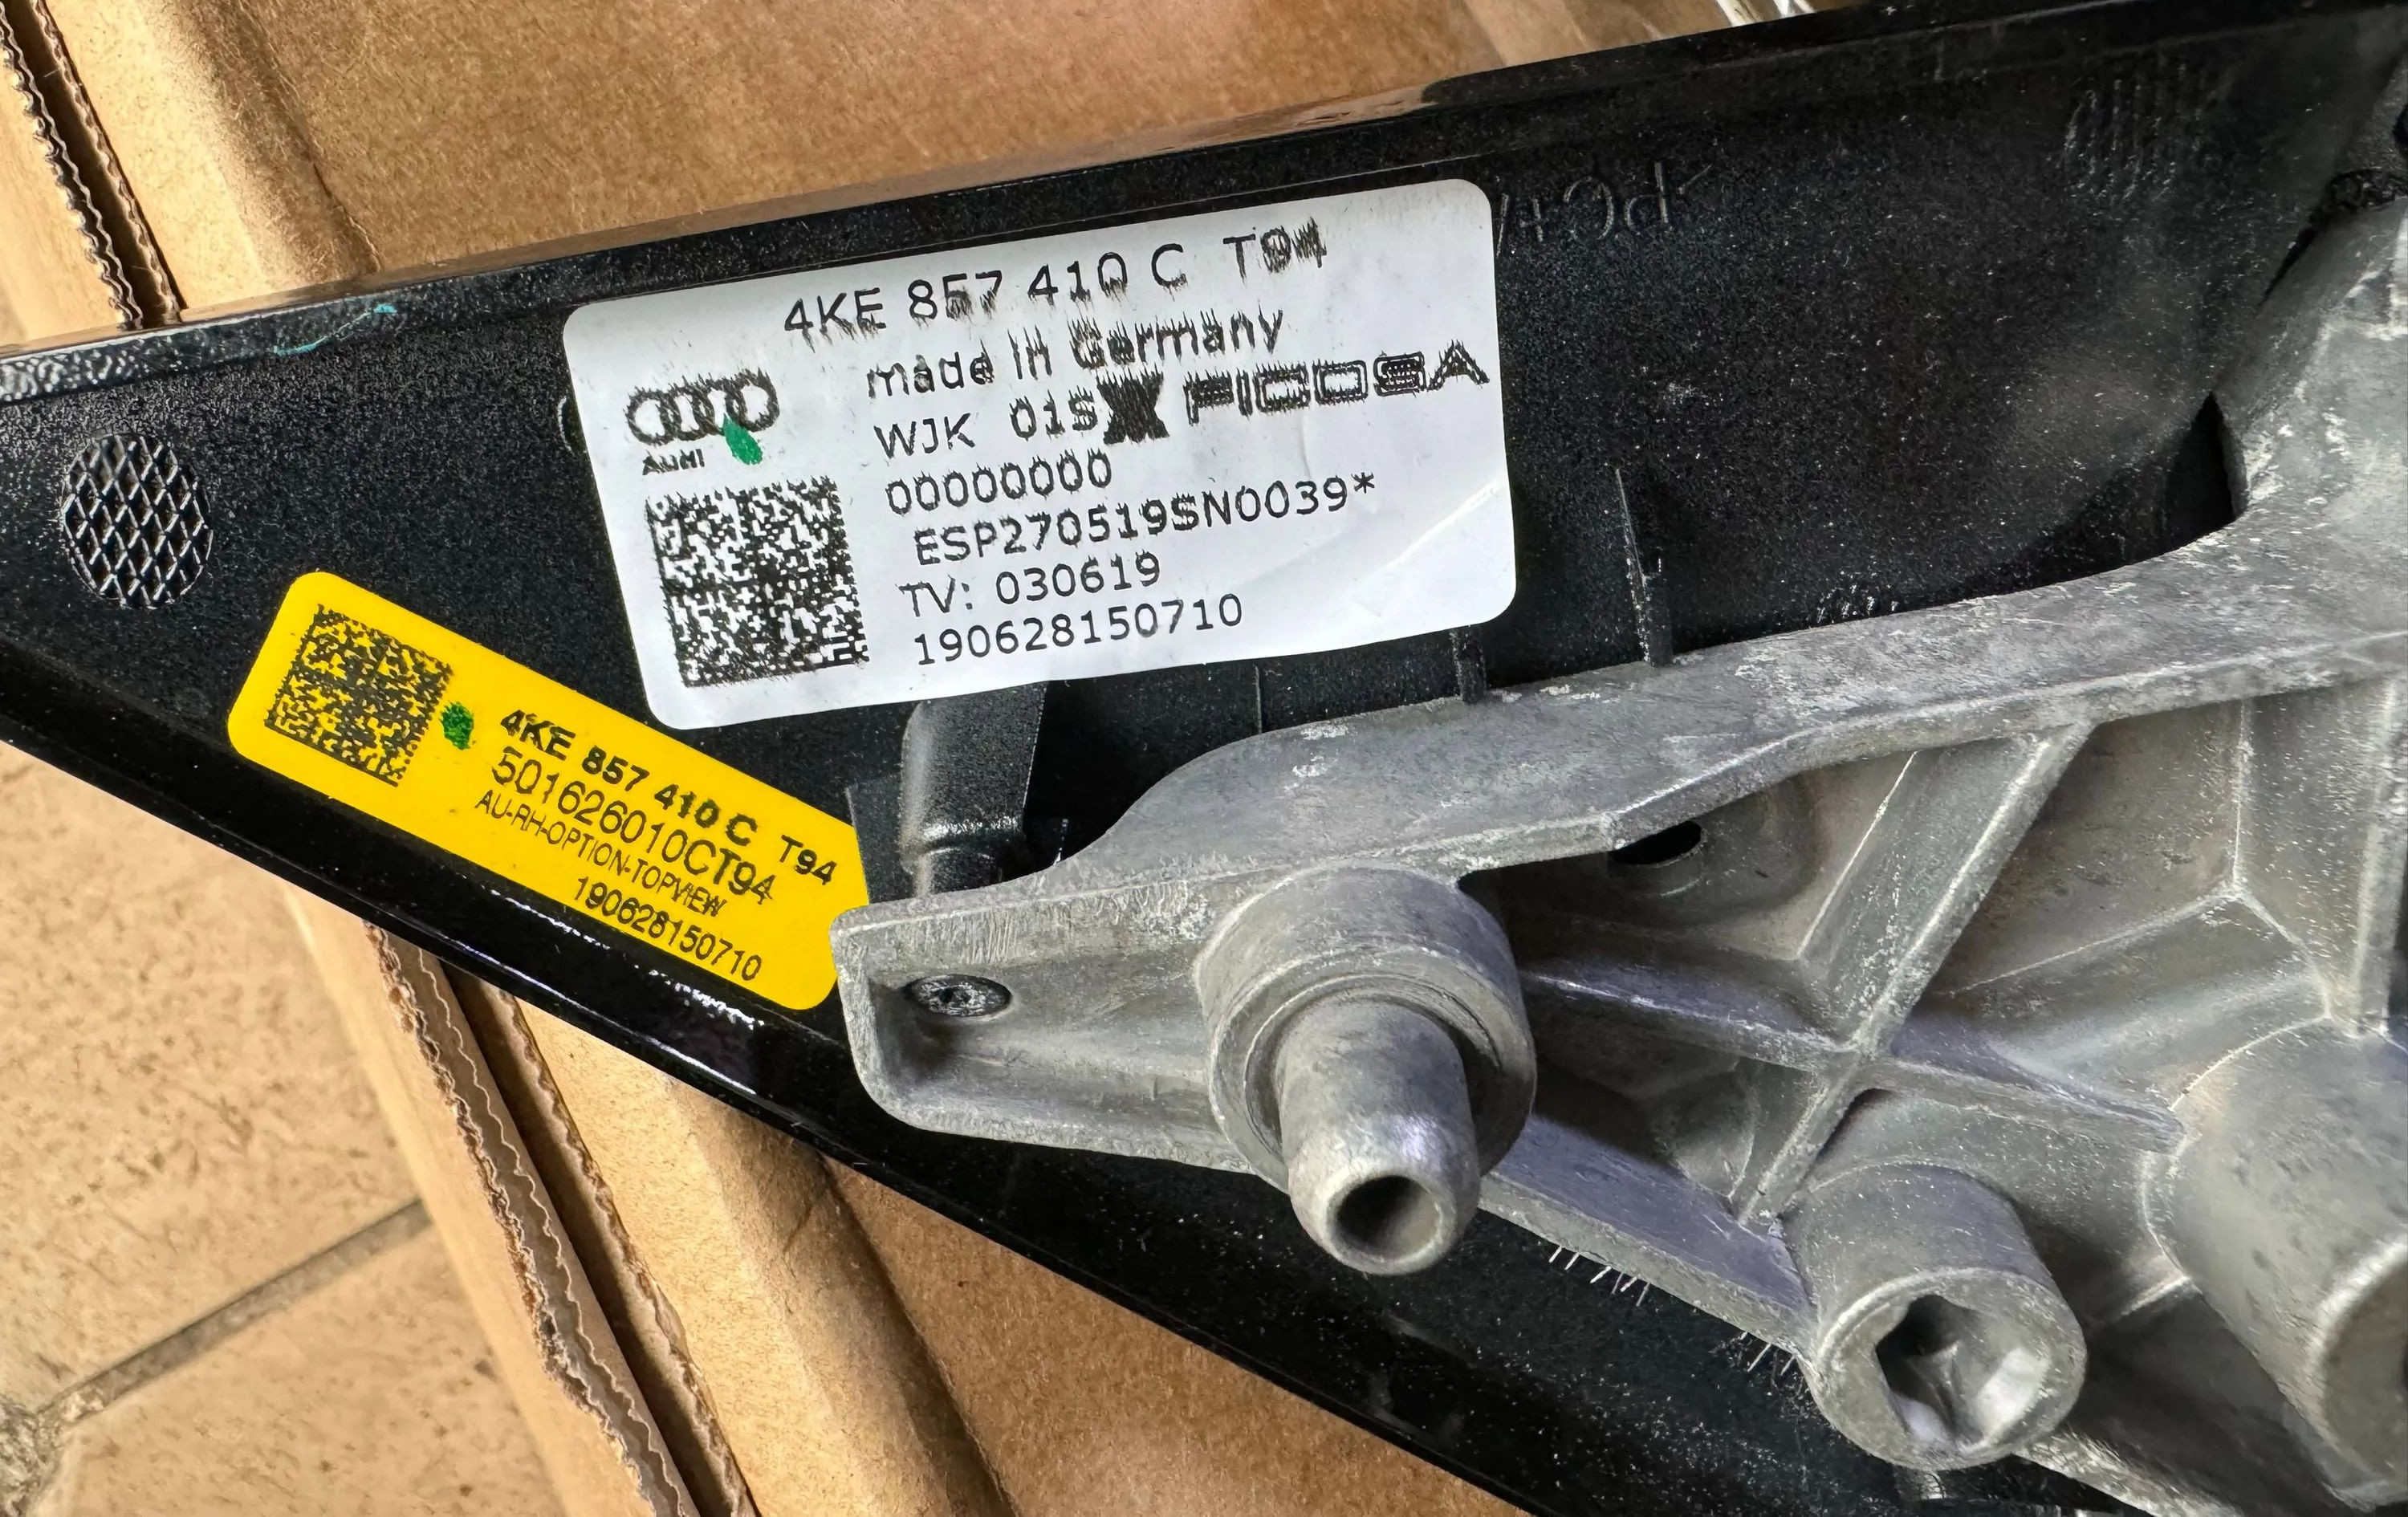 4KE 857 410 C T94
made in Germany
WJK 01S FICOSA
00000000
ESP270519SN0039*
TV: 030619
190628150710
Audi
4KE 857 410 C T94
501626010CT94
AU-RH-OPTION-TOPVIEW
190628150710